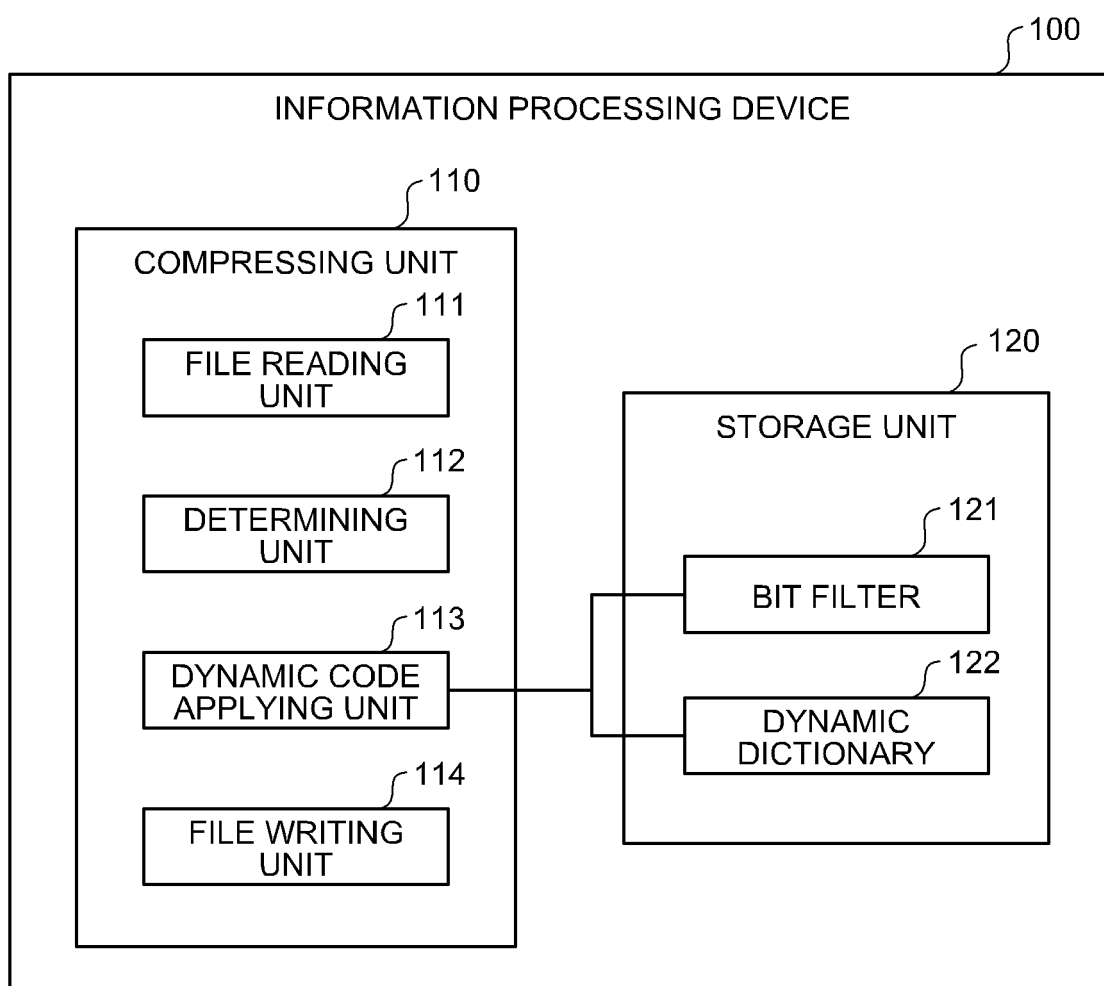 100
INFORMATION PROCESSING DEVICE
110
COMPRESSING UNIT
111
FILE READING
UNIT
112
DETERMINING
UNIT
113
DYNAMIC CODE
APPLYING UNIT
114
FILE WRITING
UNIT
120
STORAGE UNIT
121
BIT FILTER
122
DYNAMIC
DICTIONARY